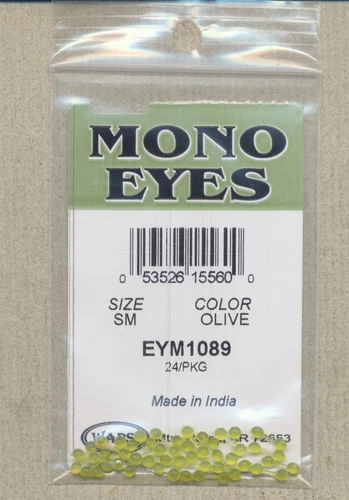 MONO
EYES
0 53526 15560 0
SIZE COLOR
SM OLIVE
EYM1089
24/PKG
Made in India